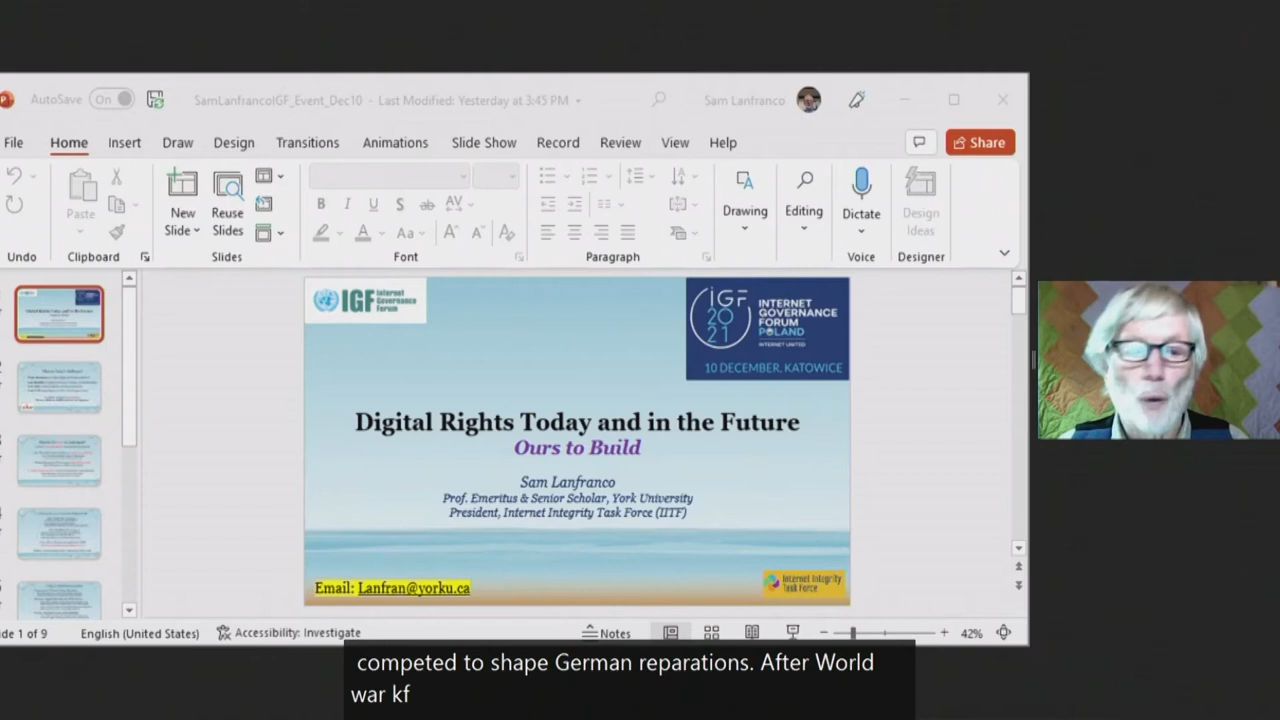 AutoSave On SamLanfrancoIGF_Event_Dec10 - Last Modified: Yesterday at 3:45 PM Sam Lanfranco
File Home Insert Draw Design Transitions Animations Slide Show Record Review View Help Share
Paste New Slide Reuse Slides B I U S ab AV Aa A A Drawing Editing Dictate Design Ideas
Undo Clipboard Slides Font Paragraph Voice Designer
IGF Internet Governance Forum
IGF 2021 INTERNET GOVERNANCE FORUM POLAND
INTERNET UNITED
10 DECEMBER, KATOWICE
Digital Rights Today and in the Future
Ours to Build
Sam Lanfranco
Prof. Emeritus & Senior Scholar, York University
President, Internet Integrity Task Force (IITF)
Email: Lanfran@yorku.ca
Internet Integrity
Task Force
de 1 of 9 English (United States) Accessibility: Investigate Notes 42%
competed to shape German reparations. After World
war kf